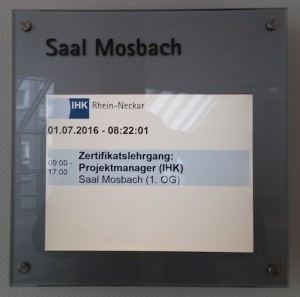 Saal Mosbach
IHK Rhein-Neckar
01.07.2016 - 08:22:01
Zertifikatslehrgang:
09:00 - Projektmanager (IHK)
17:00 Saal Mosbach (1. OG)